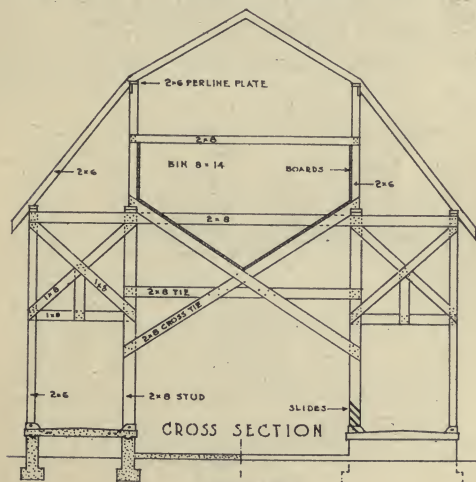 2×6 PERLINE PLATE
2×8
BIN 8×14
BOARDS
2×6
2×6
2×8
1×8
1×8
1×8
2×8 TIE
2×8 CROSS TIE
2×6
2×8 STUD
SLIDES
CROSS SECTION